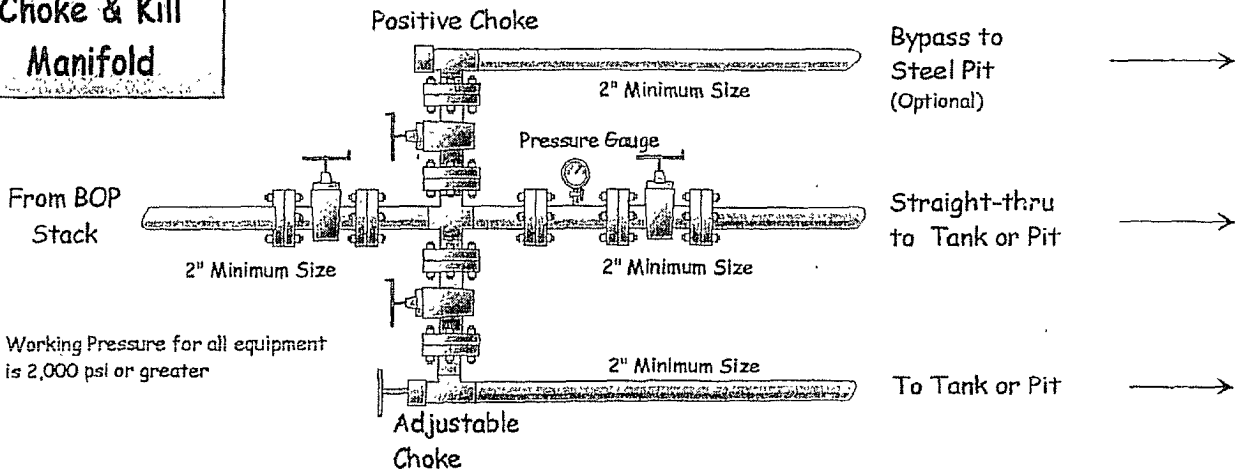 Choke & Kill
Manifold
Positive Choke
Bypass to
Steel Pit
(Optional)
2" Minimum Size
Pressure Gauge
From BOP
Stack
Straight-thru
to Tank or Pit
2" Minimum Size
2" Minimum Size
Working Pressure for all equipment
is 2,000 psi or greater
2" Minimum Size
To Tank or Pit
Adjustable
Choke